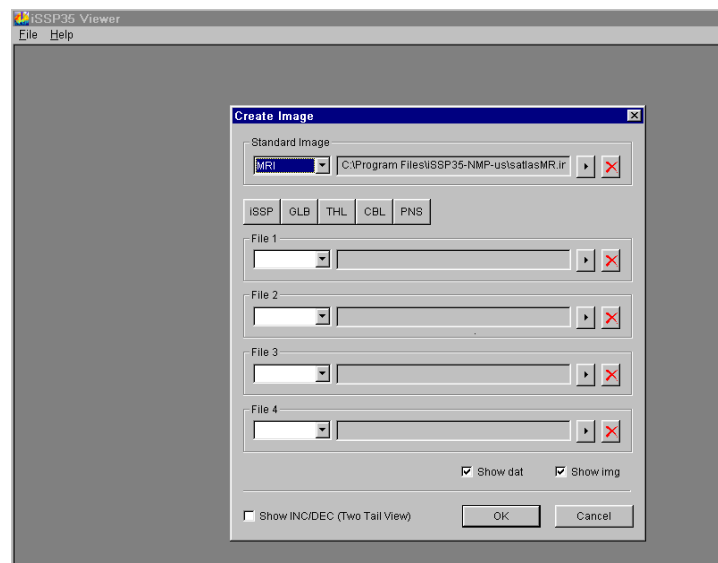 iSSP35 Viewer
File Help
Create Image
Standard Image
MRI C:\Program Files\iSSP35-NMP-us\satlasMR.ir
iSSP GLB THL CBL PNS
File 1
File 2
File 3
File 4
Show dat Show img
Show INC/DEC (Two Tail View) OK Cancel